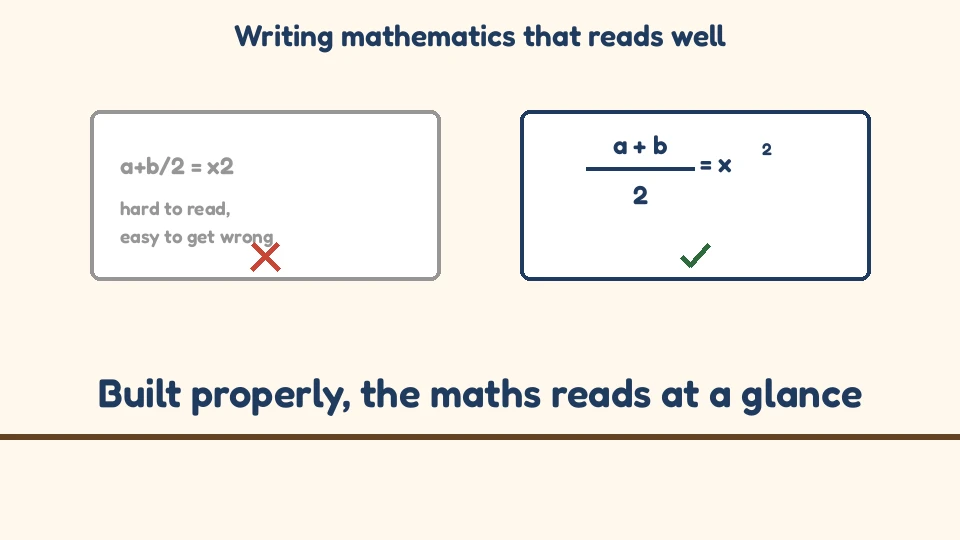 Writing mathematics that reads well
a+b/2 = x2
hard to read,
easy to get wrong
a + b
= x 2
2
Built properly, the maths reads at a glance